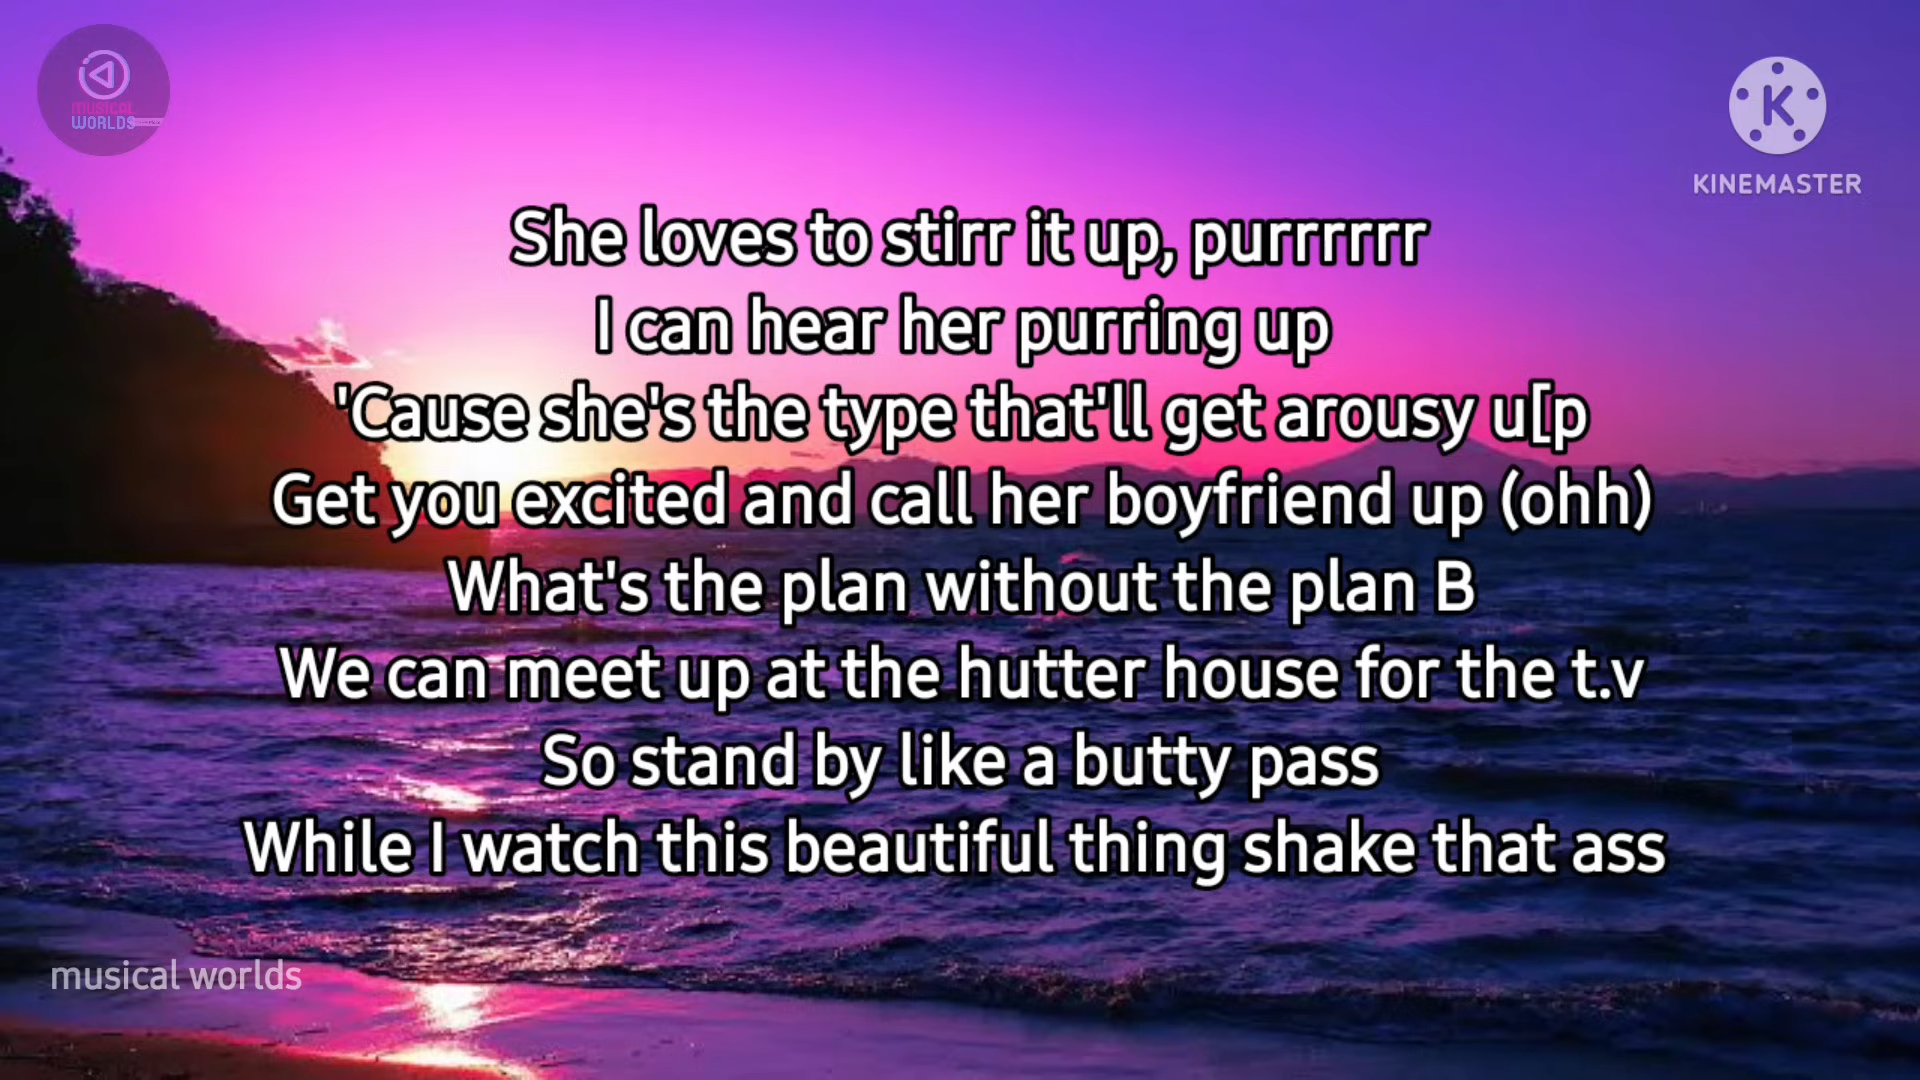 musical
WORLDS
KINEMASTER
She loves to stirr it up, purrrrrr
I can hear her purring up
'Cause she's the type that'll get arousy u[p
Get you excited and call her boyfriend up (ohh)
What's the plan without the plan B
We can meet up at the hutter house for the t.v
So stand by like a butty pass
While I watch this beautiful thing shake that ass
musical worlds